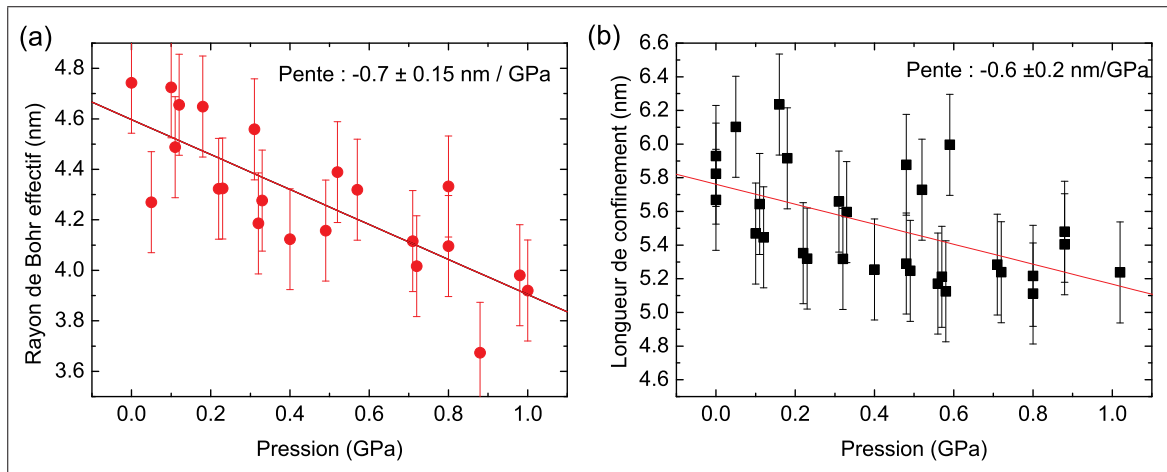 (a)
Pente : -0.7 ± 0.15 nm / GPa
Rayon de Bohr effectif (nm)
4.8
4.6
4.4
4.2
4.0
3.8
3.6
0.0 0.2 0.4 0.6 0.8 1.0
Pression (GPa)
(b)
Pente : -0.6 ±0.2 nm/GPa
Longueur de confinement (nm)
6.6
6.4
6.2
6.0
5.8
5.6
5.4
5.2
5.0
4.8
4.6
0.0 0.2 0.4 0.6 0.8 1.0
Pression (GPa)